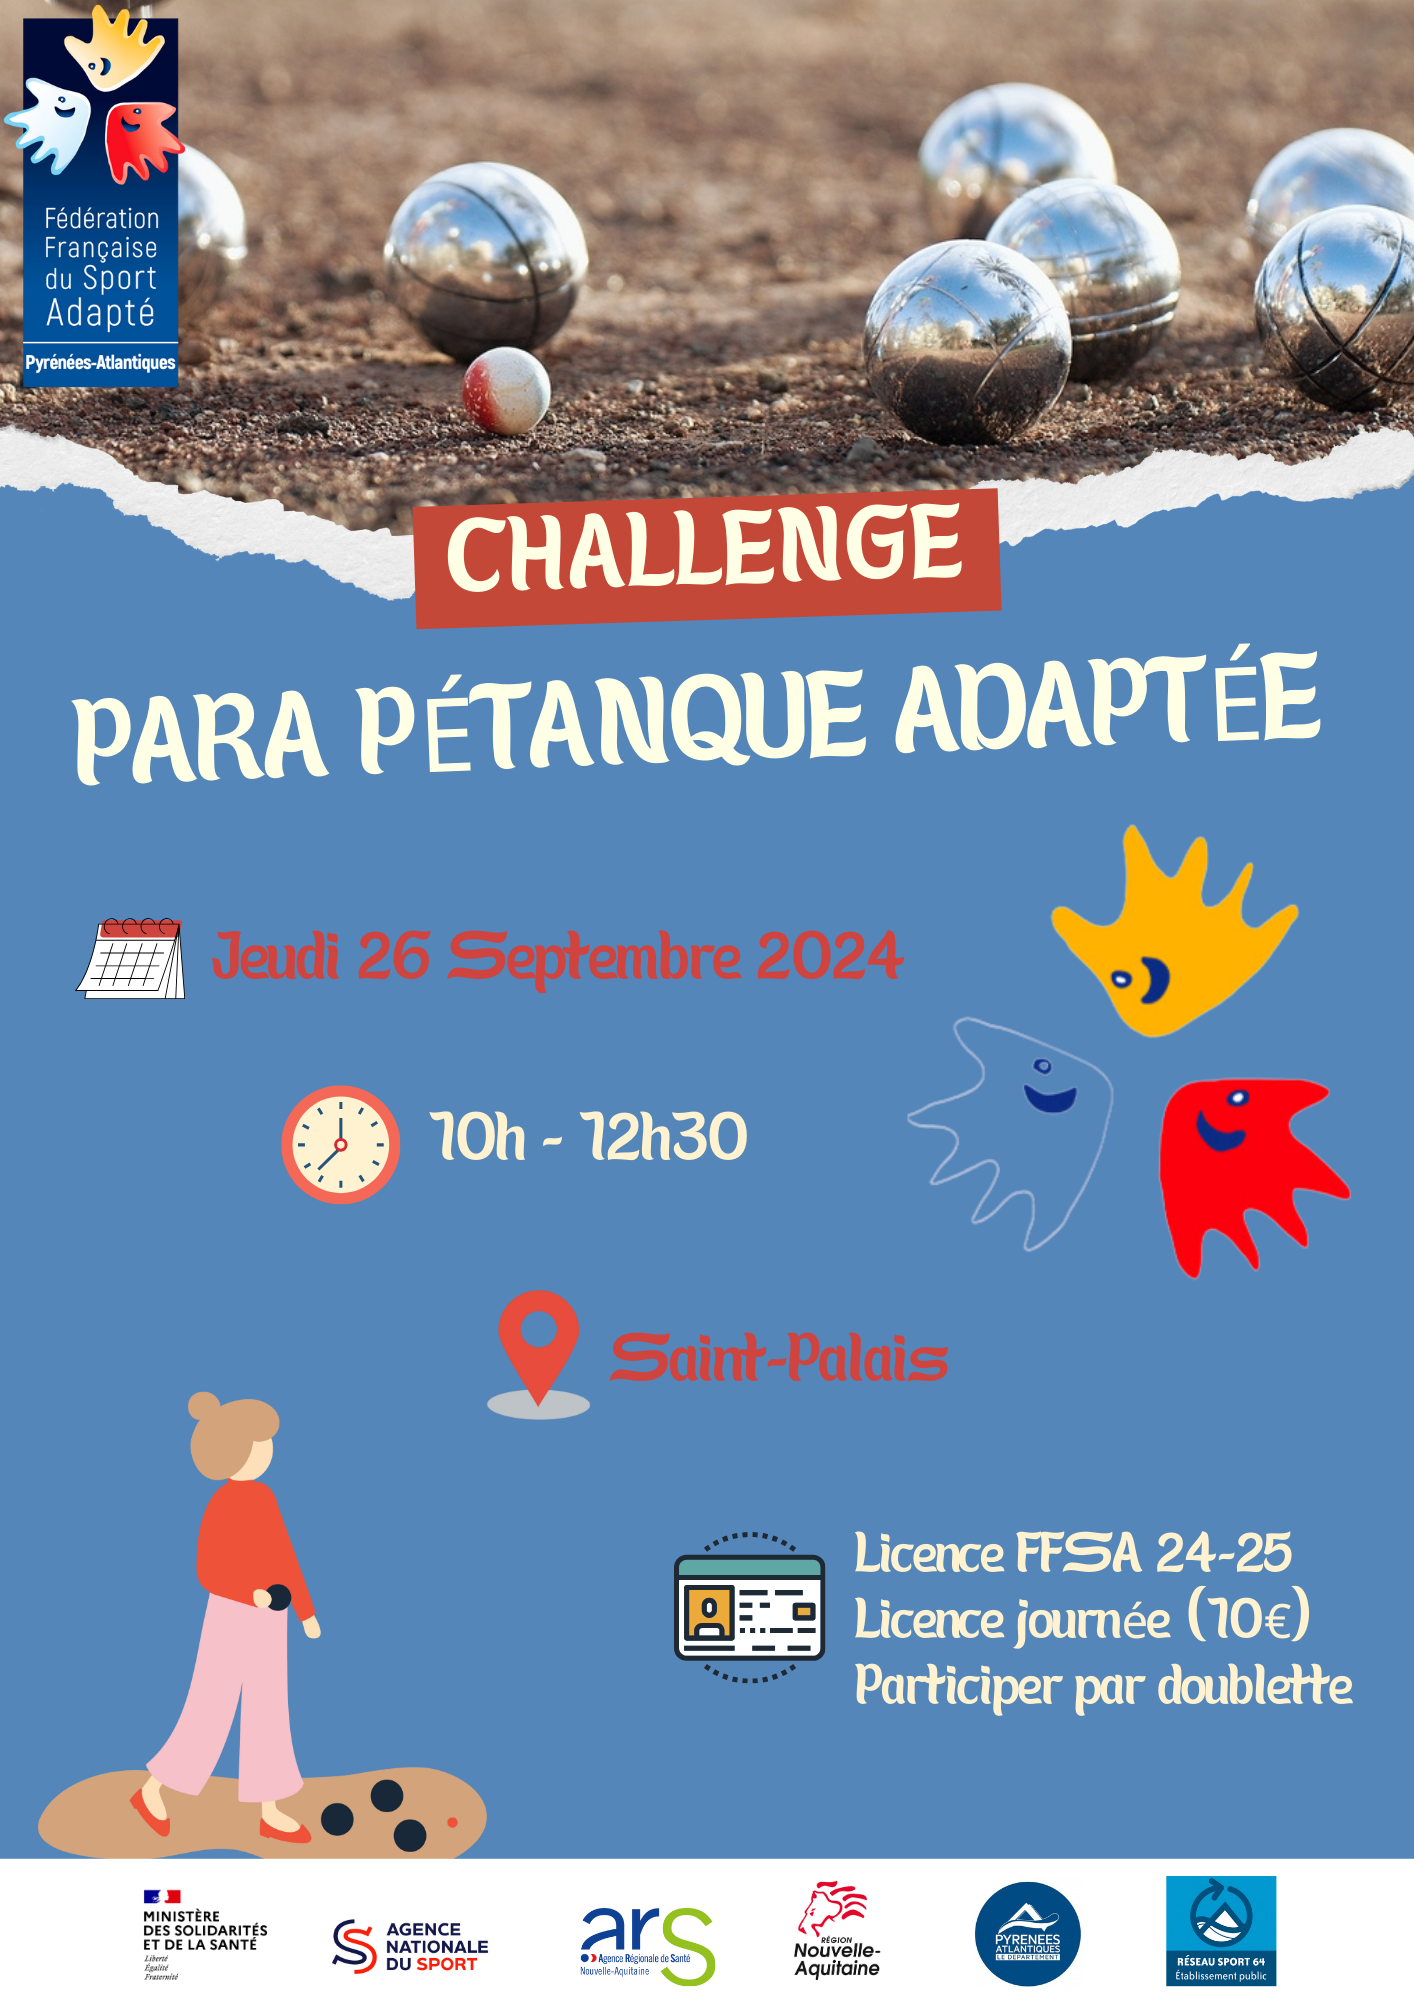 Fédération
Française
du Sport
Adapté
Pyrénées-Atlantiques
CHALLENGE
PARA PÉTANQUE ADAPTÉE
Jeudi 26 Septembre 2024
10h - 12h30
Saint-Palais
Licence FFSA 24-25
Licence journée (10€)
Participer par doublette
MINISTÈRE
DES SOLIDARITÉS
ET DE LA SANTÉ
Liberté
Égalité
Fraternité
AGENCE
NATIONALE
DU SPORT
ars
Agence Régionale de Santé
Nouvelle-Aquitaine
RÉGION
Nouvelle-
Aquitaine
PYRENEES
ATLANTIQUES
LE DEPARTEMENT
RÉSEAU SPORT 64
Établissement public